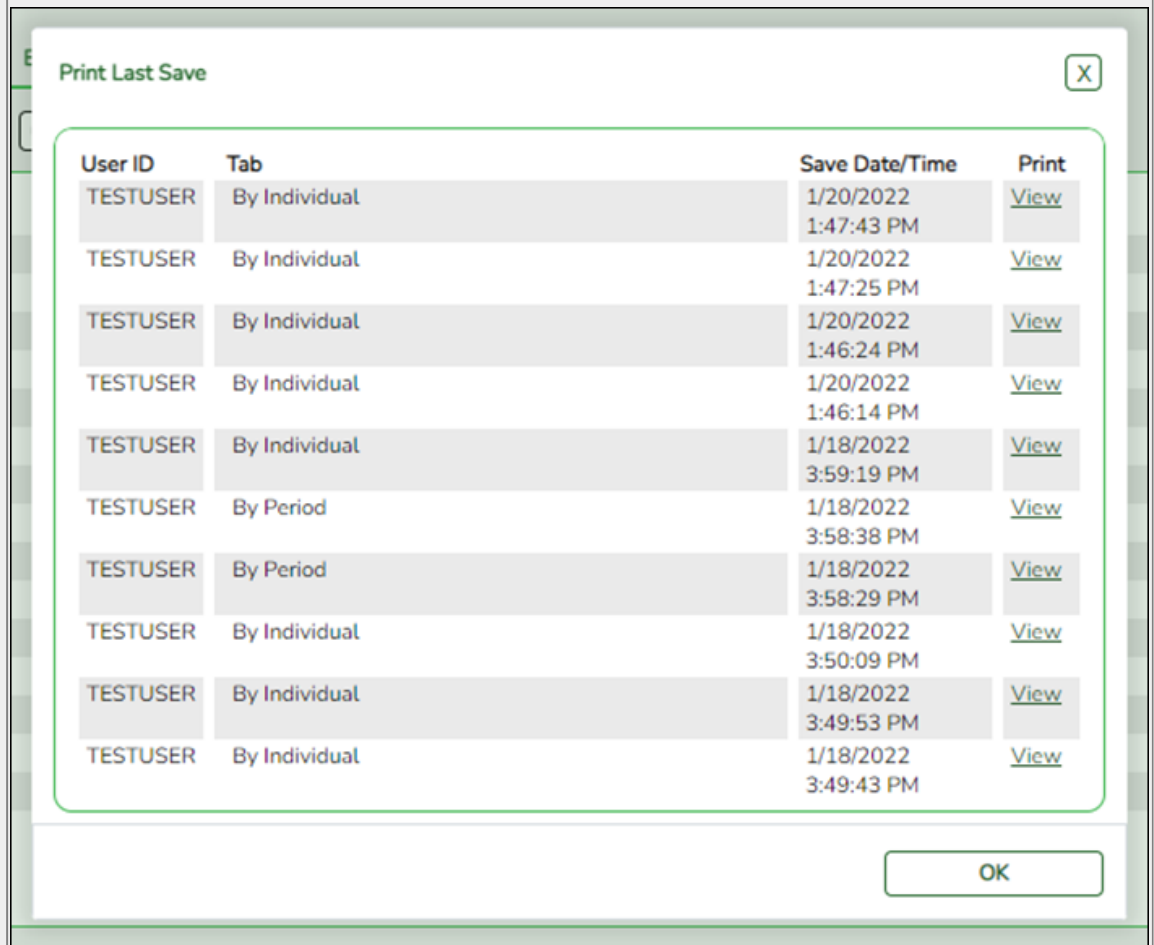 Print Last Save
X
User ID Tab Save Date/Time Print
TESTUSER By Individual 1/20/2022 View
1:47:43 PM
TESTUSER By Individual 1/20/2022 View
1:47:25 PM
TESTUSER By Individual 1/20/2022 View
1:46:24 PM
TESTUSER By Individual 1/20/2022 View
1:46:14 PM
TESTUSER By Individual 1/18/2022 View
3:59:19 PM
TESTUSER By Period 1/18/2022 View
3:58:38 PM
TESTUSER By Period 1/18/2022 View
3:58:29 PM
TESTUSER By Individual 1/18/2022 View
3:50:09 PM
TESTUSER By Individual 1/18/2022 View
3:49:53 PM
TESTUSER By Individual 1/18/2022 View
3:49:43 PM
OK